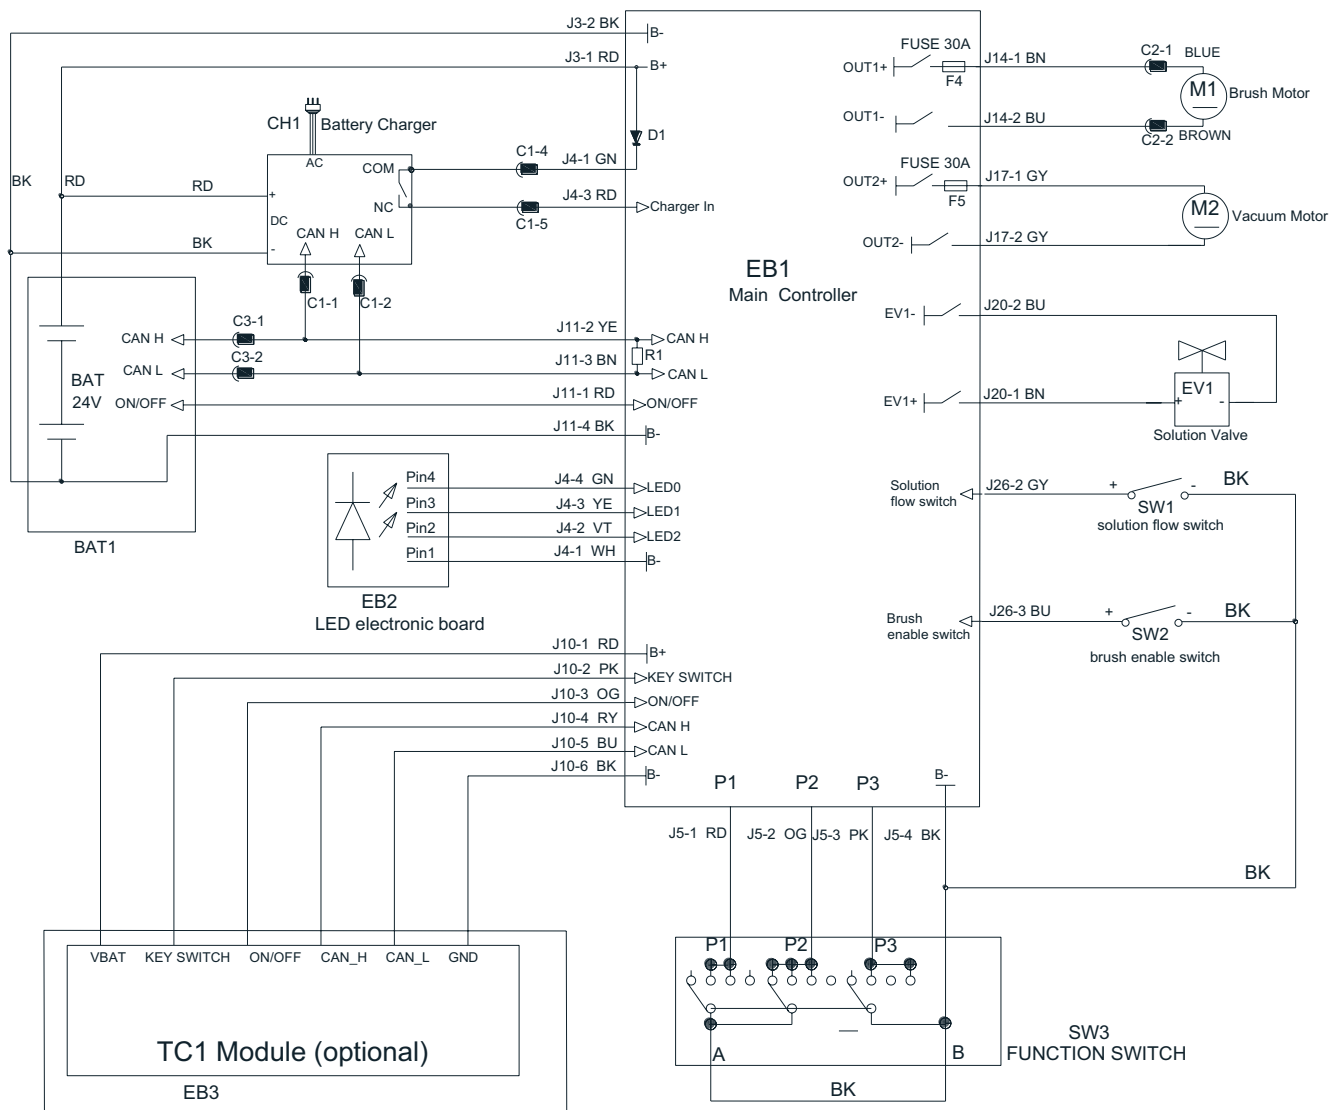 J3-2 BK
B-
J3-1 RD
B+
FUSE 30A
OUT1+
F4
J14-1 BN
C2-1
BLUE
M1
Brush Motor
OUT1-
J14-2 BU
C2-2
BROWN
CH1
Battery Charger
AC
COM
NC
C1-4
J4-1 GN
D1
C1-5
J4-3 RD
Charger In
BK
RD
RD
+
DC
-
BK
CAN H
CAN L
C1-1
C1-2
FUSE 30A
OUT2+
F5
J17-1 GY
M2
Vacuum Motor
OUT2-
J17-2 GY
EB1
Main Controller
EV1-
J20-2 BU
EV1
+
-
EV1+
J20-1 BN
Solution Valve
CAN H
C3-1
J11-2 YE
CAN H
R1
CAN L
C3-2
J11-3 BN
CAN L
BAT
24V
ON/OFF
J11-1 RD
ON/OFF
J11-4 BK
B-
BAT1
Pin4
J4-4 GN
LED0
Pin3
J4-3 YE
LED1
Pin2
J4-2 VT
LED2
Pin1
J4-1 WH
B-
EB2
LED electronic board
Solution
flow switch
J26-2 GY
+
-
BK
SW1
solution flow switch
Brush
enable switch
J26-3 BU
+
-
BK
SW2
brush enable switch
J10-1 RD
B+
J10-2 PK
KEY SWITCH
J10-3 OG
ON/OFF
J10-4 RY
CAN H
J10-5 BU
CAN L
J10-6 BK
B-
P1
P2
P3
B-
J5-1 RD
J5-2 OG
J5-3 PK
J5-4 BK
BK
VBAT
KEY SWITCH
ON/OFF
CAN_H
CAN_L
GND
TC1 Module (optional)
EB3
P1
P2
P3
A
B
BK
SW3
FUNCTION SWITCH